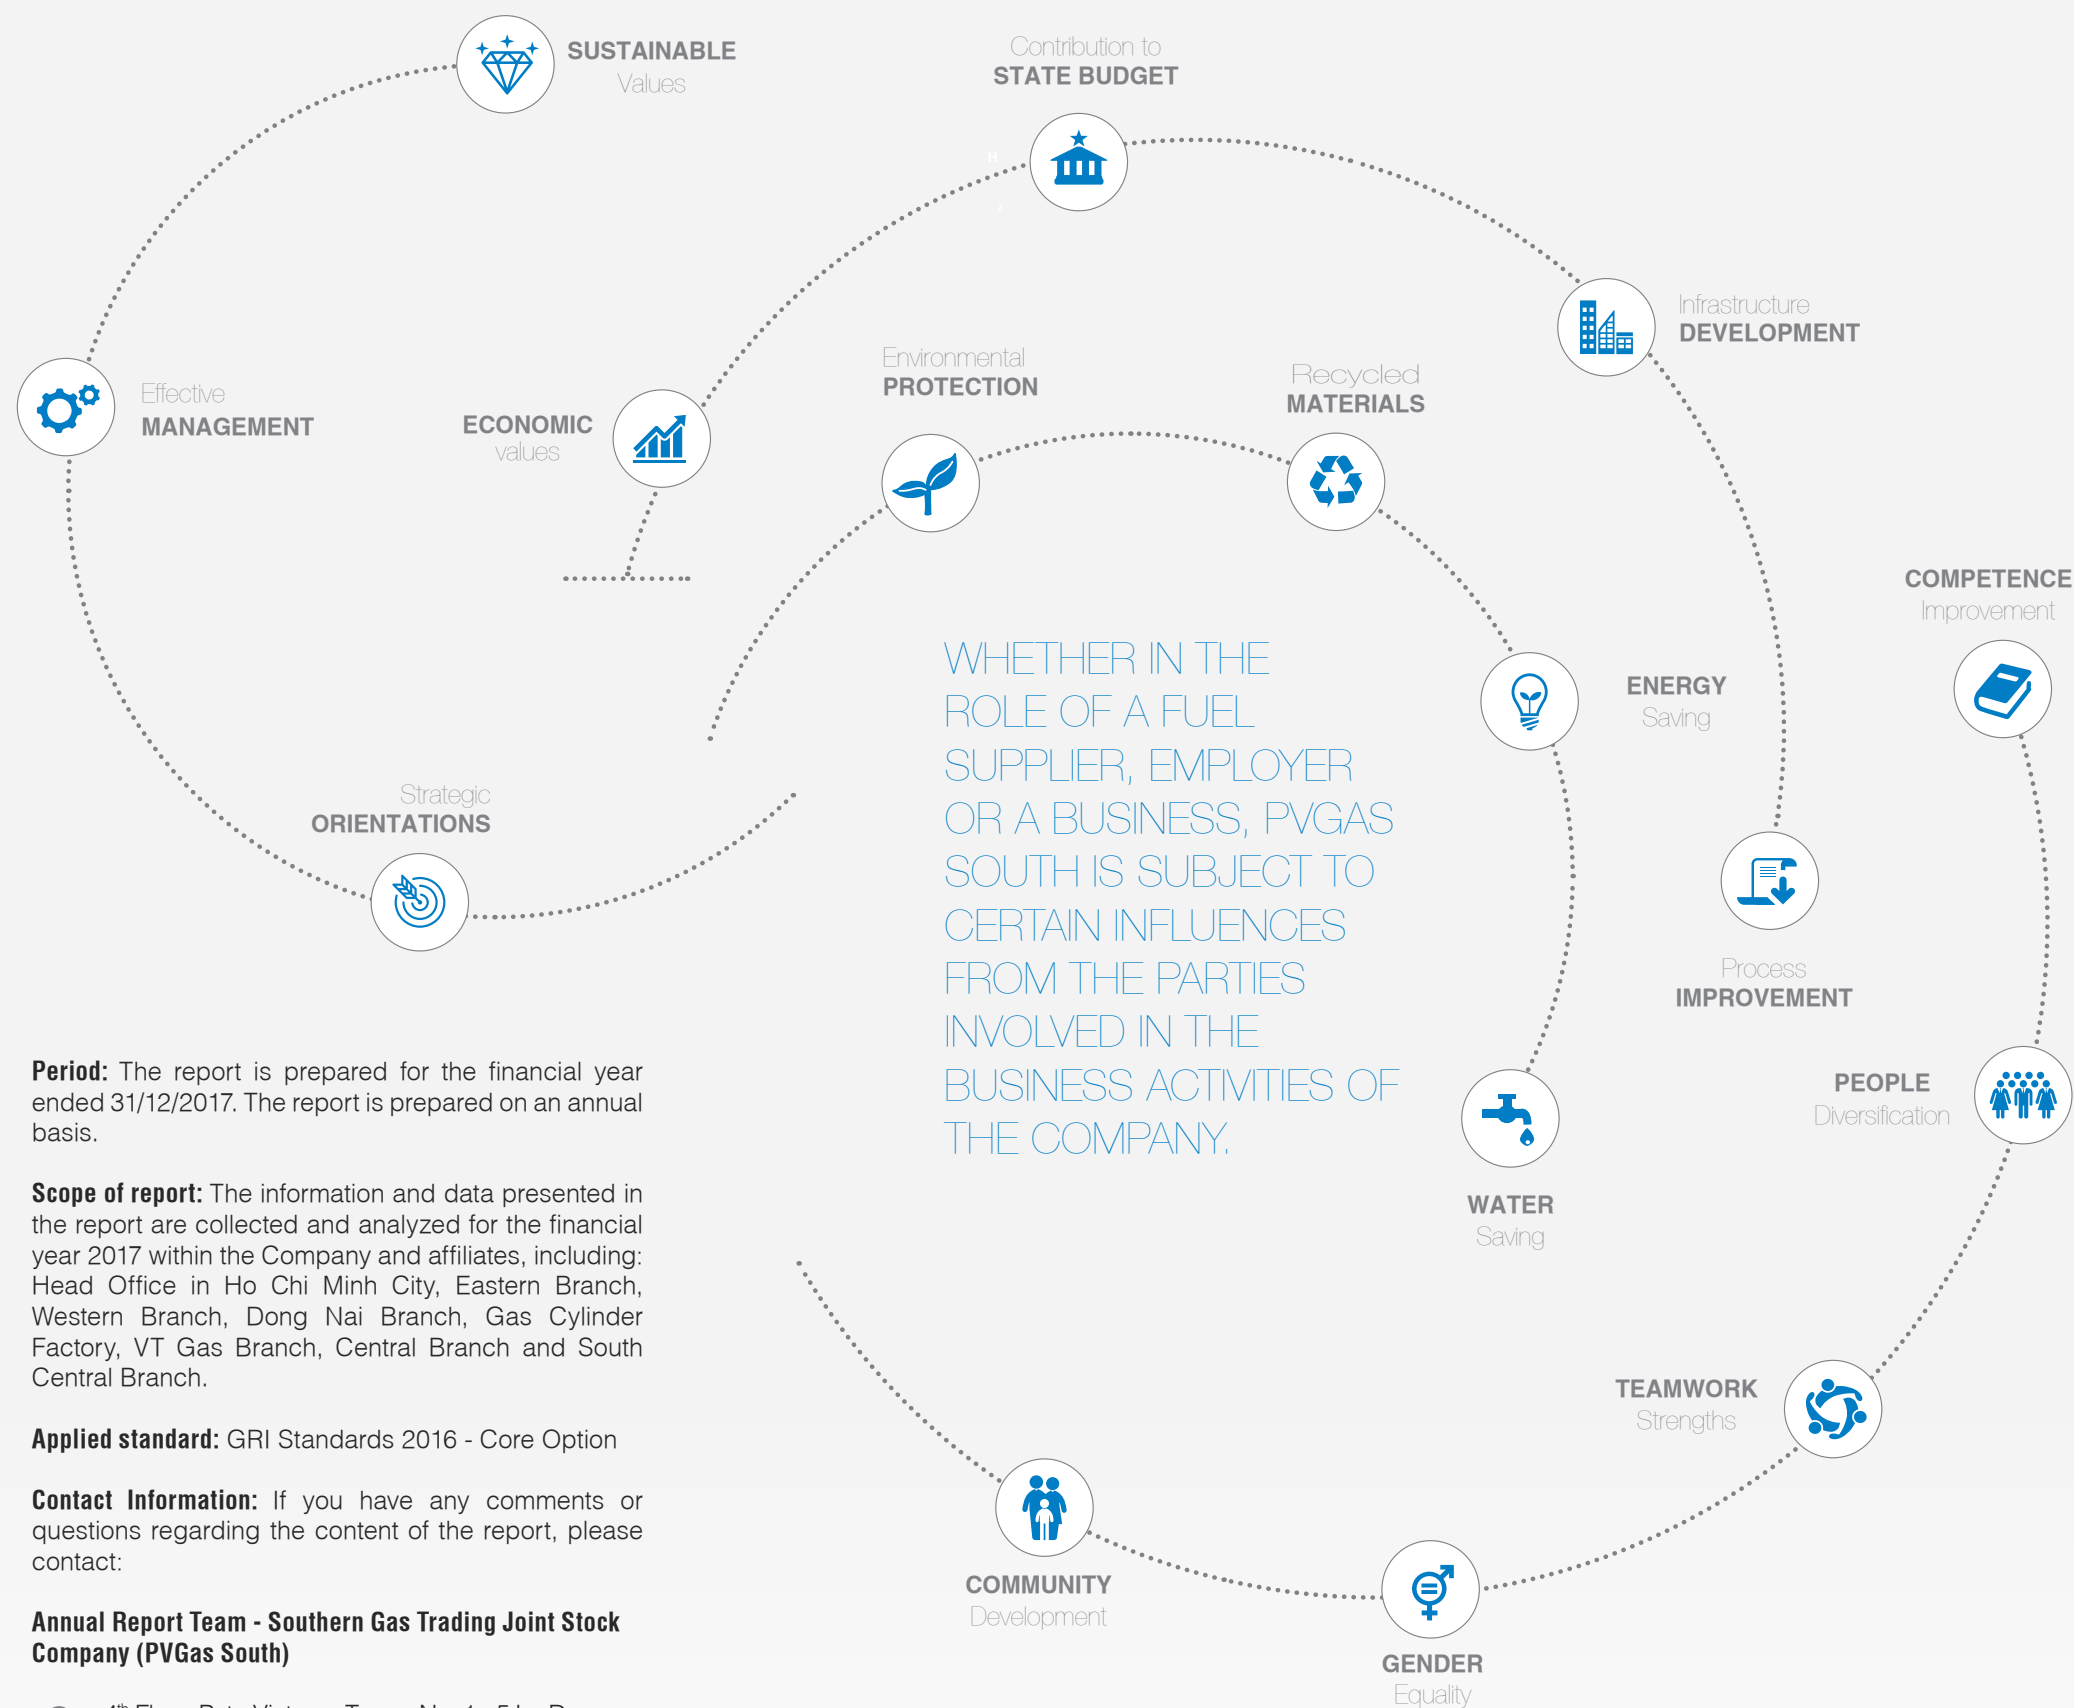 SUSTAINABLE
Values
Contribution to
STATE BUDGET
Infrastructure
DEVELOPMENT
Effective
MANAGEMENT
ECONOMIC
values
Environmental
PROTECTION
Recycled
MATERIALS
COMPETENCE
Improvement
ENERGY
Saving
Strategic
ORIENTATIONS
WHETHER IN THE
ROLE OF A FUEL
SUPPLIER, EMPLOYER
OR A BUSINESS, PVGAS
SOUTH IS SUBJECT TO
CERTAIN INFLUENCES
FROM THE PARTIES
INVOLVED IN THE
BUSINESS ACTIVITIES OF
THE COMPANY.
Process
IMPROVEMENT
PEOPLE
Diversification
WATER
Saving
TEAMWORK
Strengths
COMMUNITY
Development
GENDER
Equality
Period: The report is prepared for the financial year
ended 31/12/2017. The report is prepared on an annual
basis.
Scope of report: The information and data presented in
the report are collected and analyzed for the financial
year 2017 within the Company and affiliates, including:
Head Office in Ho Chi Minh City, Eastern Branch,
Western Branch, Dong Nai Branch, Gas Cylinder
Factory, VT Gas Branch, Central Branch and South
Central Branch.
Applied standard: GRI Standards 2016 - Core Option
Contact Information: If you have any comments or
questions regarding the content of the report, please
contact:
Annual Report Team - Southern Gas Trading Joint Stock
Company (PVGas South)